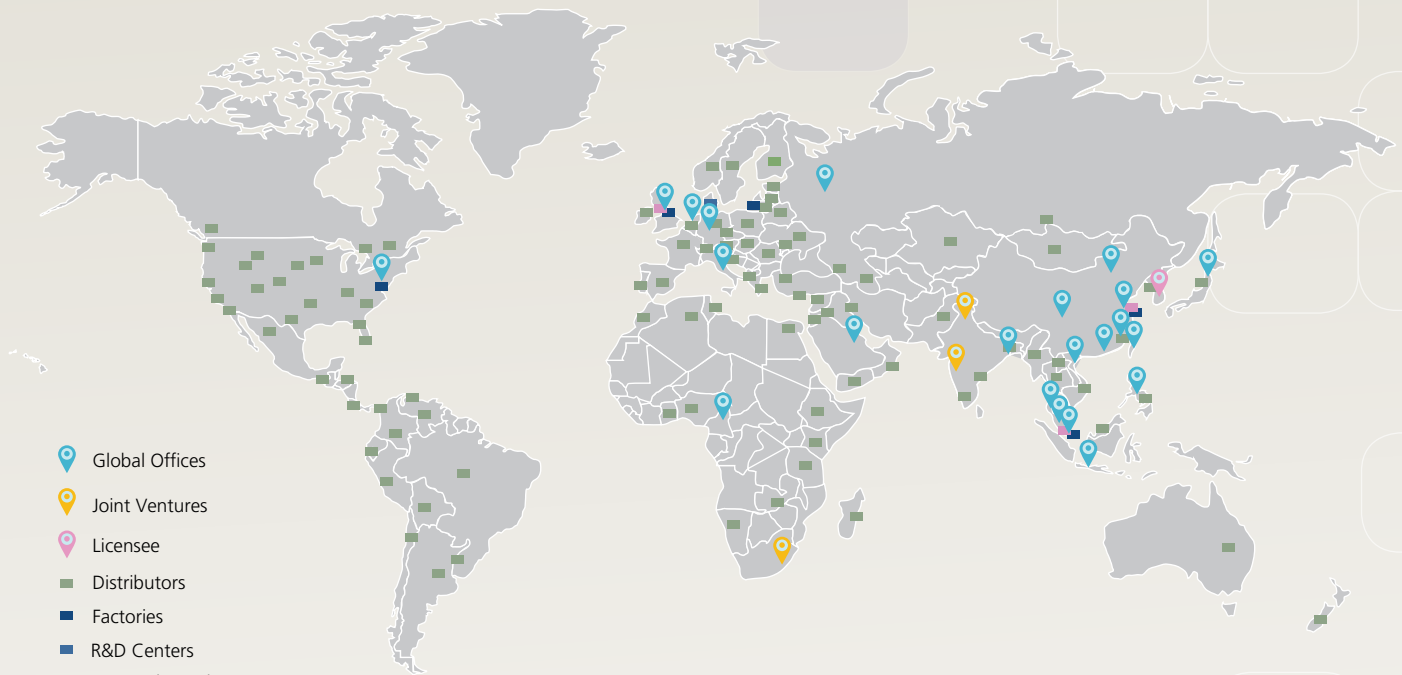 Global Offices
Joint Ventures
Licensee
Distributors
Factories
R&D Centers